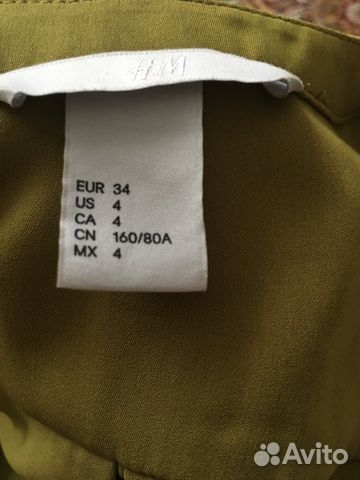 H&M
EUR 34
US 4
CA 4
CN 160/80A
MX 4
Avito